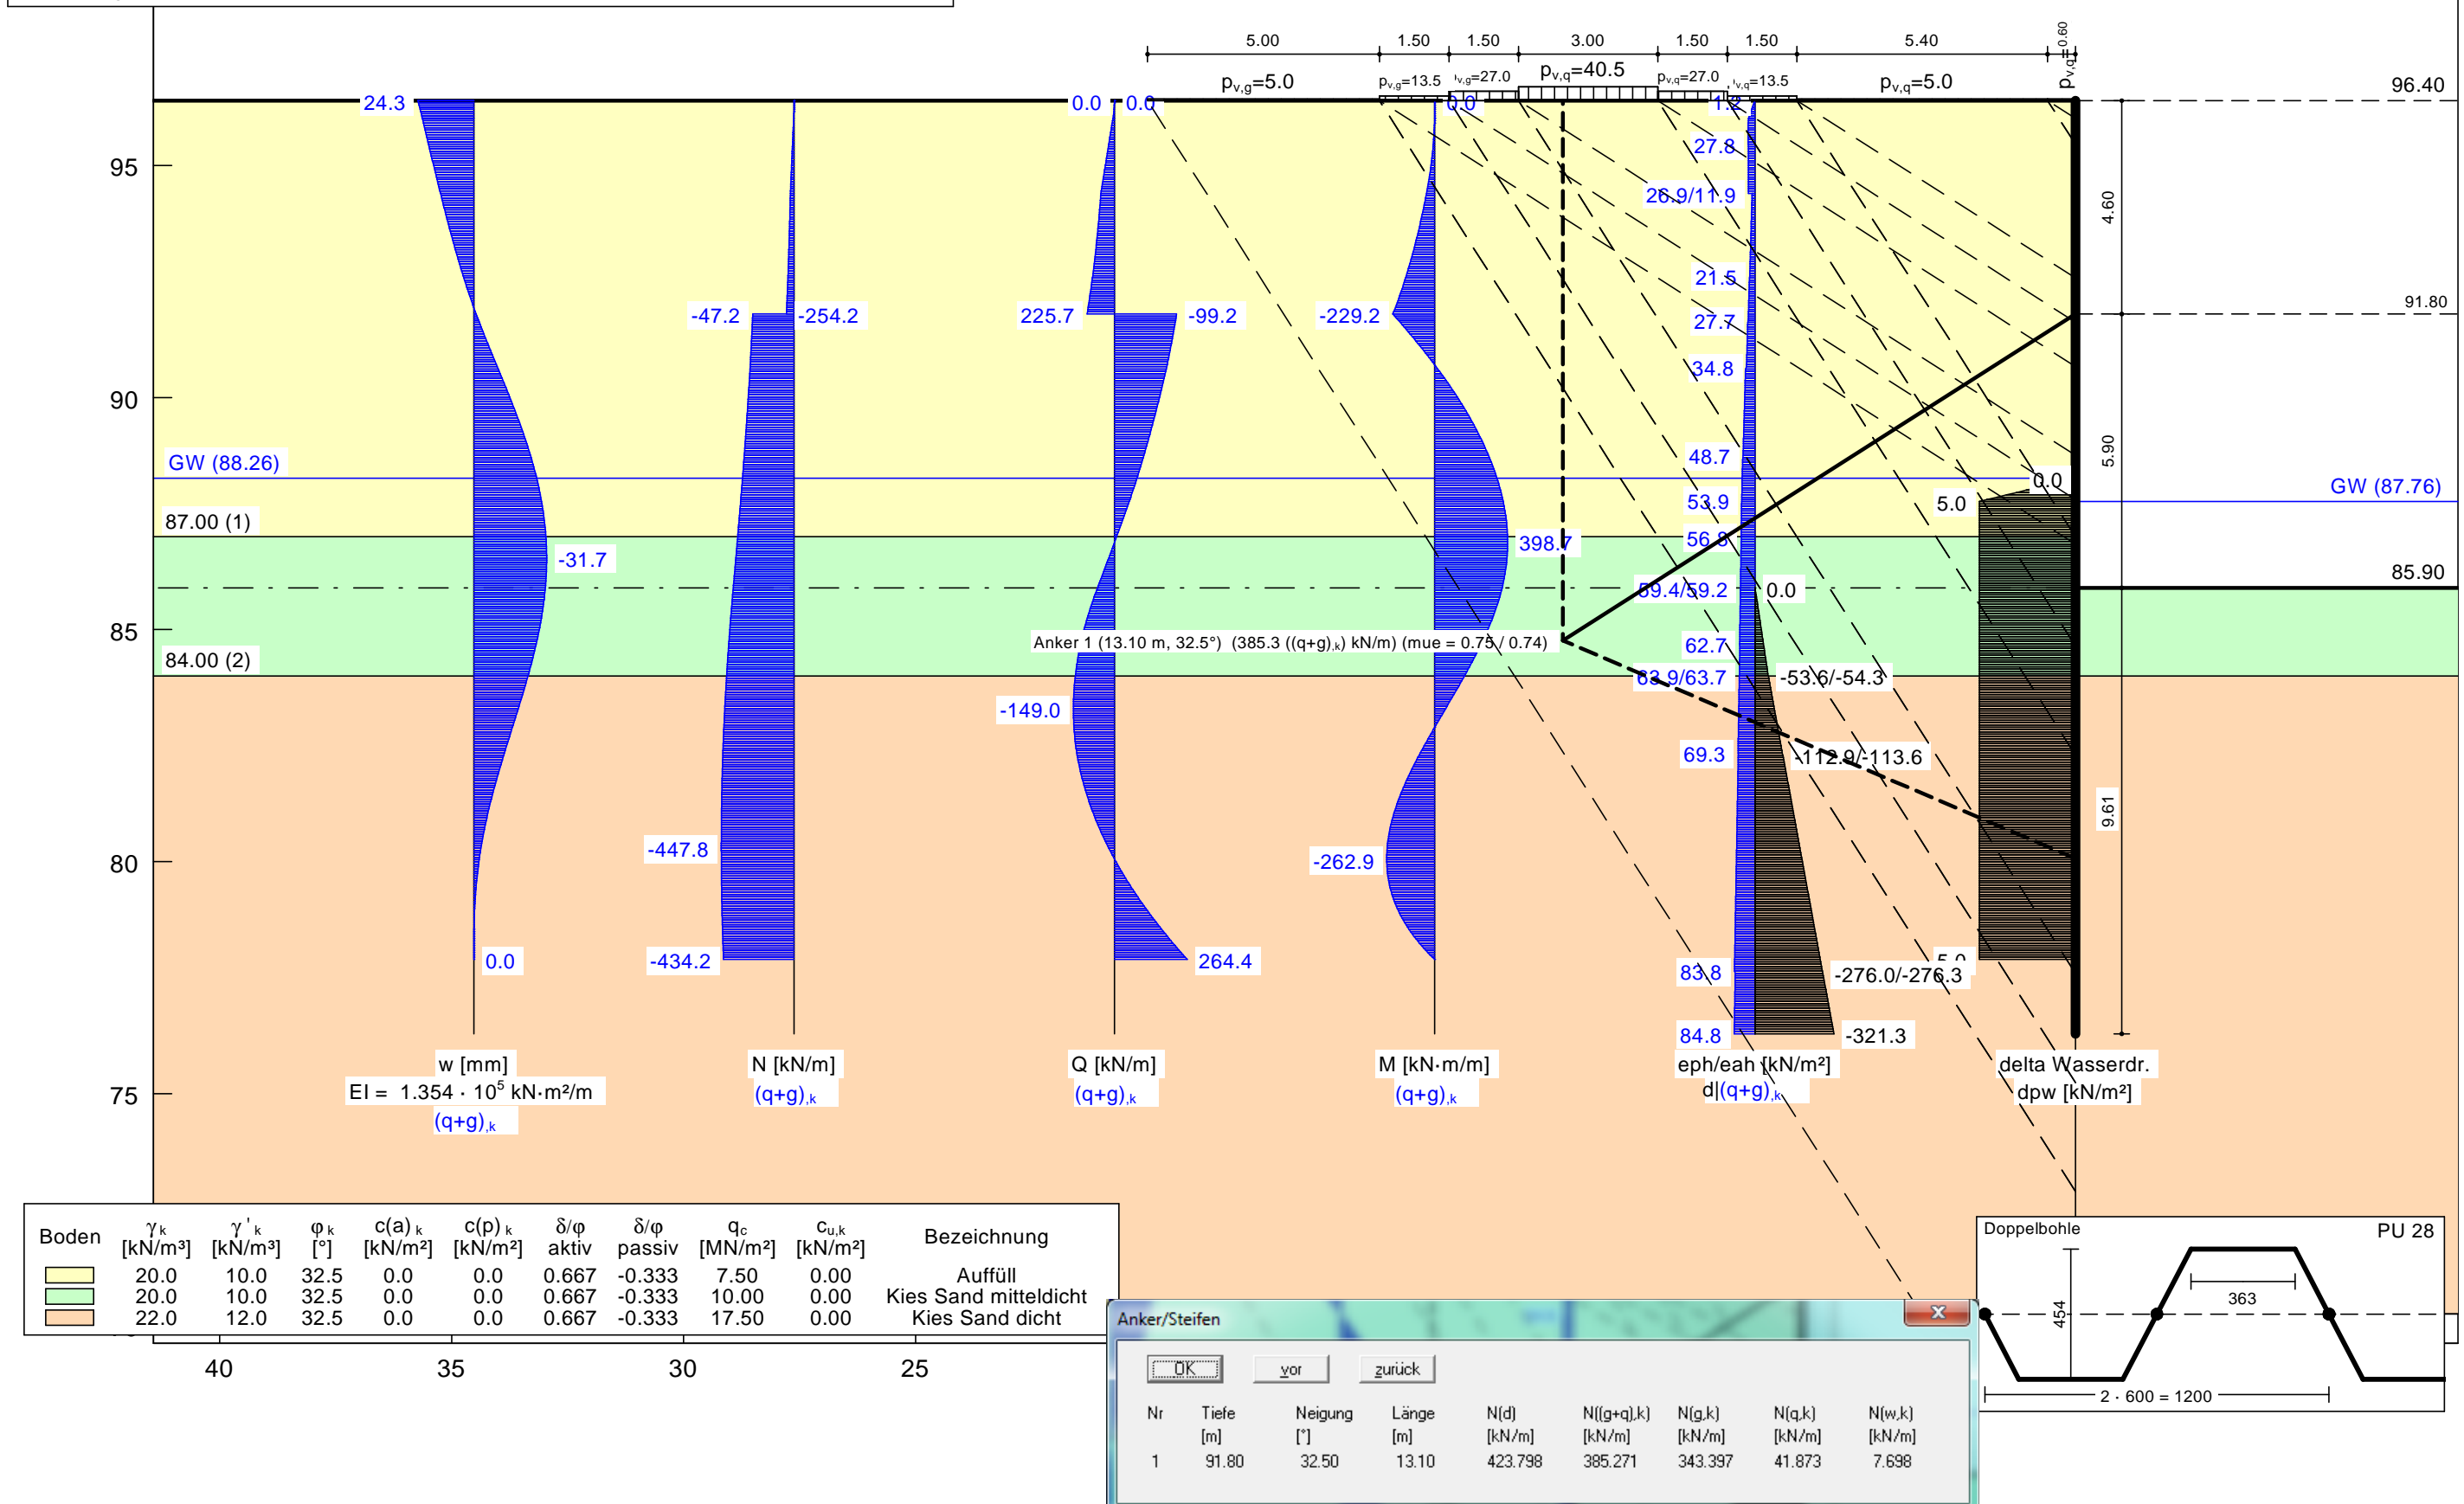 5.00 1.50 1.50 3.00 1.50 1.50 5.40 0.60
pv,g=5.0 pv,g=13.5 v,g=27.0 pv,q=40.5 pv,q=27.0 v,q=13.5 pv,q=5.0 pv,q
96.40
24.3 0.0 0.0 0.0 1.2
95
27.8
26.9/11.9
4.60
21.5
91.80
-47.2 -254.2 225.7 -99.2 -229.2 27.7
34.8
90
5.90
GW (88.26) 48.7
0.0
GW (87.76)
53.9 5.0
87.00 (1)
398.7 56.8
-31.7
85.90
59.4/59.2 0.0
85
Anker 1 (13.10 m, 32.5°) (385.3 ((q+g),k) kN/m) (mue = 0.75 / 0.74) 62.7
84.00 (2)
63.9/63.7 -53.6/-54.3
-149.0
69.3 -112.9/-113.6
9.61
80 -447.8 -262.9
0.0 -434.2 264.4 5.0
83.8 -276.0/-276.3
84.8 -321.3
w [mm] N [kN/m] Q [kN/m] M [kN·m/m] eph/eah [kN/m²] delta Wasserdr.
75 EI = 1.354 · 10⁵ kN·m²/m (q+g),k (q+g),k (q+g),k d|(q+g),k dpw [kN/m²]
(q+g),k
Boden γk [kN/m³] γ'k [kN/m³] φk [°] c(a)k [kN/m²] c(p)k [kN/m²] δ/φ aktiv δ/φ passiv qc [MN/m²] cu,k [kN/m²] Bezeichnung
20.0 10.0 32.5 0.0 0.0 0.667 -0.333 7.50 0.00 Auffüll
20.0 10.0 32.5 0.0 0.0 0.667 -0.333 10.00 0.00 Kies Sand mitteldicht
22.0 12.0 32.5 0.0 0.0 0.667 -0.333 17.50 0.00 Kies Sand dicht
40 35 30 25
Doppelbohle PU 28
363
454
2 · 600 = 1200
Anker/Steifen
OK vor zurück
Nr Tiefe Neigung Länge N(d) N((g+q),k) N(g,k) N(q,k) N(w,k)
[m] [°] [m] [kN/m] [kN/m] [kN/m] [kN/m] [kN/m]
1 91.80 32.50 13.10 423.798 385.271 343.397 41.873 7.698